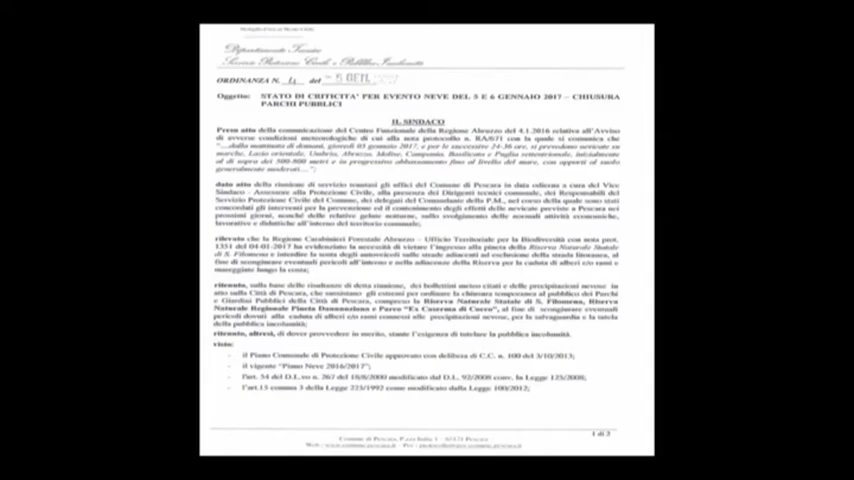 Dipartimento Tecnico
Servizio Protezione Civile e Pubblica Incolumità
ORDINANZA N. 4 del - 5 GEN.
Oggetto: STATO DI CRITICITA' PER EVENTO NEVE DEL 5 E 6 GENNAIO 2017 – CHIUSURA
PARCHI PUBBLICI
IL SINDACO
Preso atto della comunicazione del Centro Funzionale della Regione Abruzzo del 4.1.2016 relativa all'Avviso
di avverse condizioni meteorologiche di cui alla nota protocollo n. RA/671 con la quale si comunica che
"…dalla mattinata di domani, giovedì 05 gennaio 2017, e per le successive 24-36 ore, si prevedono nevicate su
marche, Lazio orientale, Umbria, Abruzzo, Molise, Campania, Basilicata e Puglia settentrionale, inizialmente
al di sopra dei 500-800 metri e in progressivo abbassamento fino al livello del mare, con apporti al suolo
generalmente moderati…";
dato atto della riunione di servizio tenutasi gli uffici del Comune di Pescara in data odierna a cura del Vice
Sindaco - Assessore alla Protezione Civile, alla presenza dei Dirigenti tecnici comunale, dei Responsabili del
Servizio Protezione Civile del Comune, dei delegati del Comandante della P.M., nel corso della quale sono stati
concordati gli interventi per la prevenzione ed il contenimento degli effetti delle nevicate previste a Pescara nei
prossimi giorni, nonché delle relative gelate notturne, sullo svolgimento delle normali attività economiche,
lavorative e didattiche all'interno del territorio comunale;
rilevato che la Regione Carabinieri Forestale Abruzzo - Ufficio Territoriale per la Biodiversità con nota prot.
1351 del 04-01-2017 ha evidenziato la necessità di vietare l'ingresso alla pineta della Riserva Naturale Statale
di S. Filomena e interdire la sosta degli autoveicoli sulle strade adiacenti ad esclusione della strada litoranea, al
fine di scongiurare eventuali pericoli all'interno e nella adiacenze della Riserva per la caduta di alberi e/o rami e
mareggiate lungo la costa;
ritenuto, sulla base delle risultanze di detta riunione, dei bollettini meteo citati e delle precipitazioni nevose in
atto sulla Città di Pescara, che sussistano gli estremi per ordinare la chiusura temporanea al pubblico dei Parchi
e Giardini Pubblici della Città di Pescara, compreso la Riserva Naturale Statale di S. Filomena, Riserva
Naturale Regionale Pineta Dannunziana e Parco "Ex Caserma di Cocco", al fine di scongiurare eventuali
pericoli dovuti alla caduta di alberi e/o rami connessi alle precipitazioni nevose, per la salvaguardia e la tutela
della pubblica incolumità;
ritenuto, altresì, di dover provvedere in merito, stante l'esigenza di tutelare la pubblica incolumità.
visto:
- il Piano Comunale di Protezione Civile approvato con delibera di C.C. n. 100 del 3/10/2013;
- il vigente "Piano Neve 2016/2017";
- l'art. 54 del D.L.vo n. 267 del 18/8/2000 modificato dal D.L. 92/2008 conv. in Legge 125/2008;
- l'art.15 comma 3 della Legge 225/1992 come modificato dalla Legge 100/2012;
1 di 2
Comune di Pescara, P.zza Italia 1 - 65121 Pescara